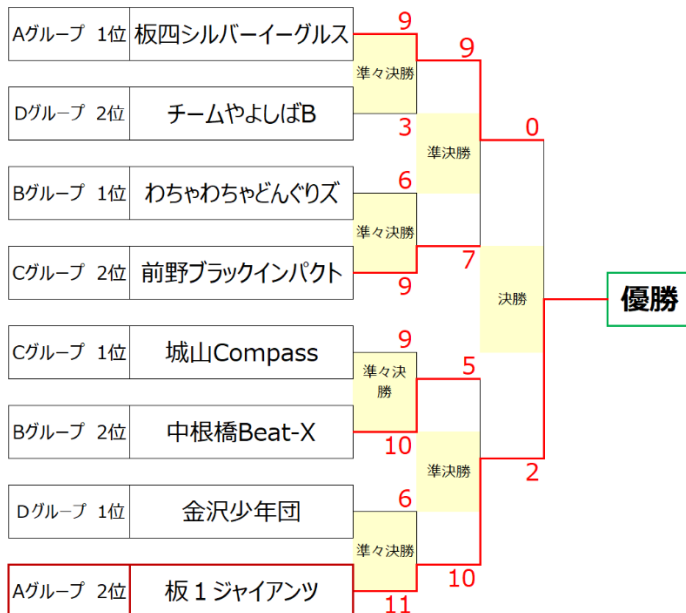 Aグループ 1位 板四シルバーイーグルス
9
9
準々決勝
Dグループ 2位 チームやよしばB
3
0
準決勝
Bグループ 1位 わちゃわちゃどんぐりズ
6
準々決勝
7
Cグループ 2位 前野ブラックインパクト
9
決勝
優勝
Cグループ 1位 城山Compass
9
準々決
勝
5
Bグループ 2位 中根橋Beat-X
10
準決勝
2
Dグループ 1位 金沢少年団
6
準々決勝
10
Aグループ 2位 板1ジャイアンツ
11